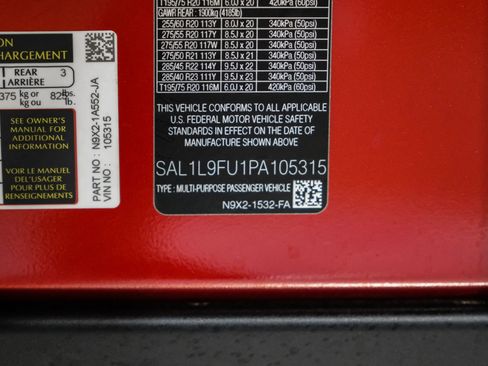 ON
CHARGEMENT
REAR 3
ARRIÈRE
375 kg or 82 lbs.
kg ou lb.
SEE OWNER'S
MANUAL FOR
ADDITIONAL
INFORMATION
VOIR LE MANUEL
DE L'USAGER
POUR PLUS DE
RENSEIGNEMENTS
PART NO : N9X2-1A552-JA
VIN NO : 105315
T195/75 R20 116M 6.0J x 20 420kPa (60psi)
GAWR REAR : 1900kg (4185lb)
255/60 R20 113Y 8.0J x 20 340kPa (50psi)
275/55 R20 117Y 8.5J x 20 340kPa (50psi)
275/55 R20 117W 8.5J x 20 340kPa (50psi)
275/50 R21 113Y 8.5J x 21 340kPa (50psi)
285/45 R22 114Y 9.5J x 22 340kPa (50psi)
285/40 R23 111Y 9.5J x 23 340kPa (50psi)
T195/75 R20 116M 6.0J x 20 420kPa (60psi)
THIS VEHICLE CONFORMS TO ALL APPLICABLE
U.S. FEDERAL MOTOR VEHICLE SAFETY
STANDARDS IN EFFECT ON THE DATE OF
MANUFACTURE SHOWN ABOVE
SAL1L9FU1PA105315
TYPE : MULTI-PURPOSE PASSENGER VEHICLE
N9X2-1532-FA